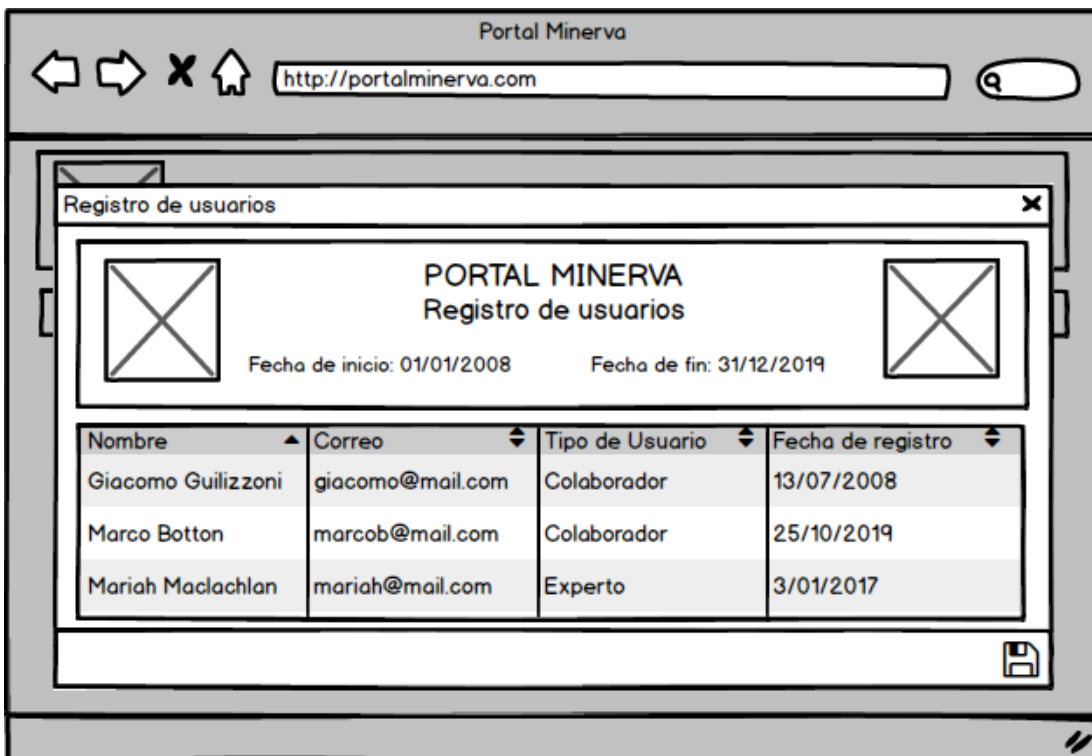 Portal Minerva
http://portalminerva.com
Registro de usuarios
PORTAL MINERVA
Registro de usuarios
Fecha de inicio: 01/01/2008 Fecha de fin: 31/12/2019
Nombre Correo Tipo de Usuario Fecha de registro
Giacomo Guilizzoni giacomo@mail.com Colaborador 13/07/2008
Marco Botton marcob@mail.com Colaborador 25/10/2019
Mariah Maclachlan mariah@mail.com Experto 3/01/2017